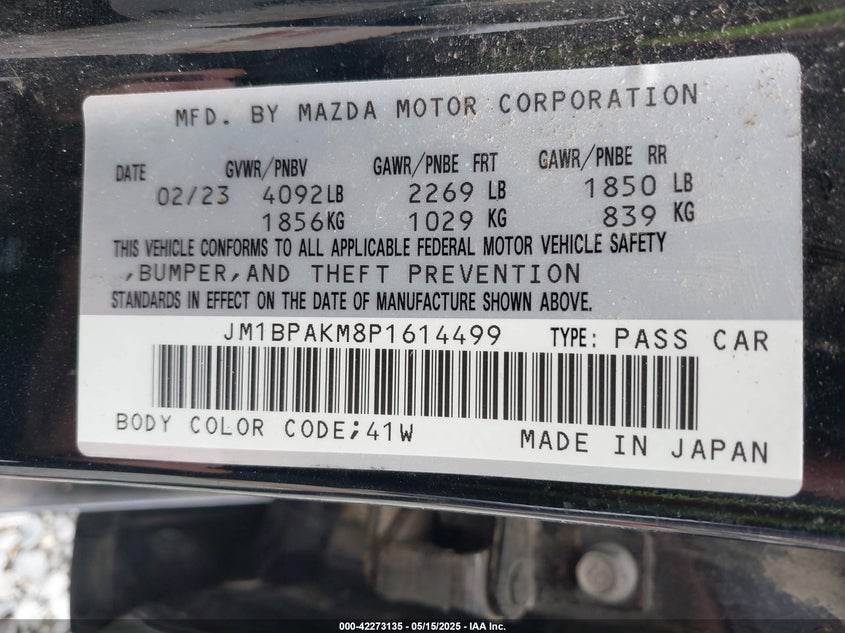 MFD. BY MAZDA MOTOR CORPORATION
DATE GVWR/PNBV GAWR/PNBE FRT GAWR/PNBE RR
02/23 4092LB 2269 LB 1850 LB
1856KG 1029 KG 839 KG
THIS VEHICLE CONFORMS TO ALL APPLICABLE FEDERAL MOTOR VEHICLE SAFETY
,BUMPER,AND THEFT PREVENTION
STANDARDS IN EFFECT ON THE DATE OF MANUFACTURE SHOWN ABOVE.
JM1BPAKM8P1614499 TYPE: PASS CAR
BODY COLOR CODE;41W MADE IN JAPAN
000-42273135 - 05/15/2025 - IAA Inc.